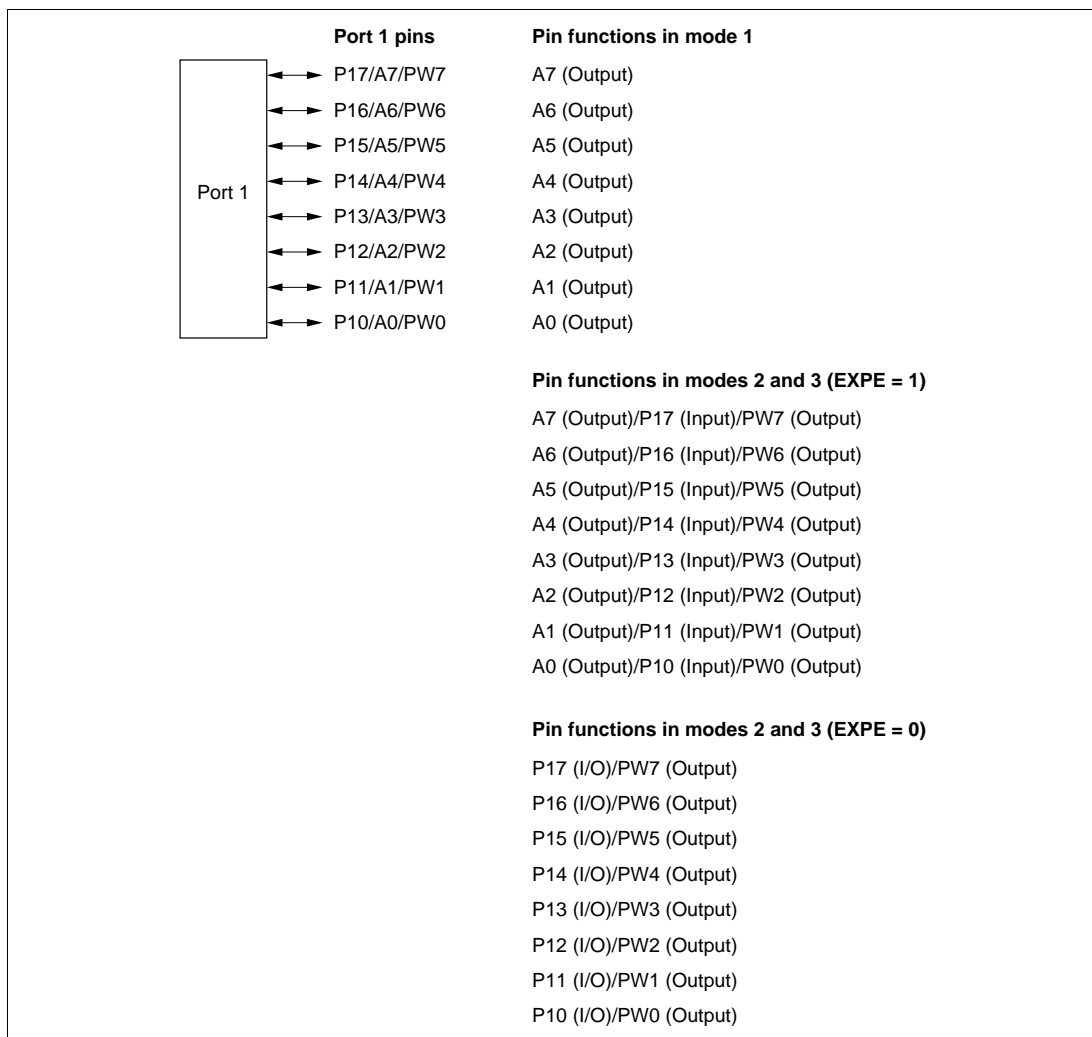 Port 1 pins Pin functions in mode 1
P17/A7/PW7 A7 (Output)
P16/A6/PW6 A6 (Output)
P15/A5/PW5 A5 (Output)
P14/A4/PW4 A4 (Output)
Port 1
P13/A3/PW3 A3 (Output)
P12/A2/PW2 A2 (Output)
P11/A1/PW1 A1 (Output)
P10/A0/PW0 A0 (Output)
Pin functions in modes 2 and 3 (EXPE = 1)
A7 (Output)/P17 (Input)/PW7 (Output)
A6 (Output)/P16 (Input)/PW6 (Output)
A5 (Output)/P15 (Input)/PW5 (Output)
A4 (Output)/P14 (Input)/PW4 (Output)
A3 (Output)/P13 (Input)/PW3 (Output)
A2 (Output)/P12 (Input)/PW2 (Output)
A1 (Output)/P11 (Input)/PW1 (Output)
A0 (Output)/P10 (Input)/PW0 (Output)
Pin functions in modes 2 and 3 (EXPE = 0)
P17 (I/O)/PW7 (Output)
P16 (I/O)/PW6 (Output)
P15 (I/O)/PW5 (Output)
P14 (I/O)/PW4 (Output)
P13 (I/O)/PW3 (Output)
P12 (I/O)/PW2 (Output)
P11 (I/O)/PW1 (Output)
P10 (I/O)/PW0 (Output)